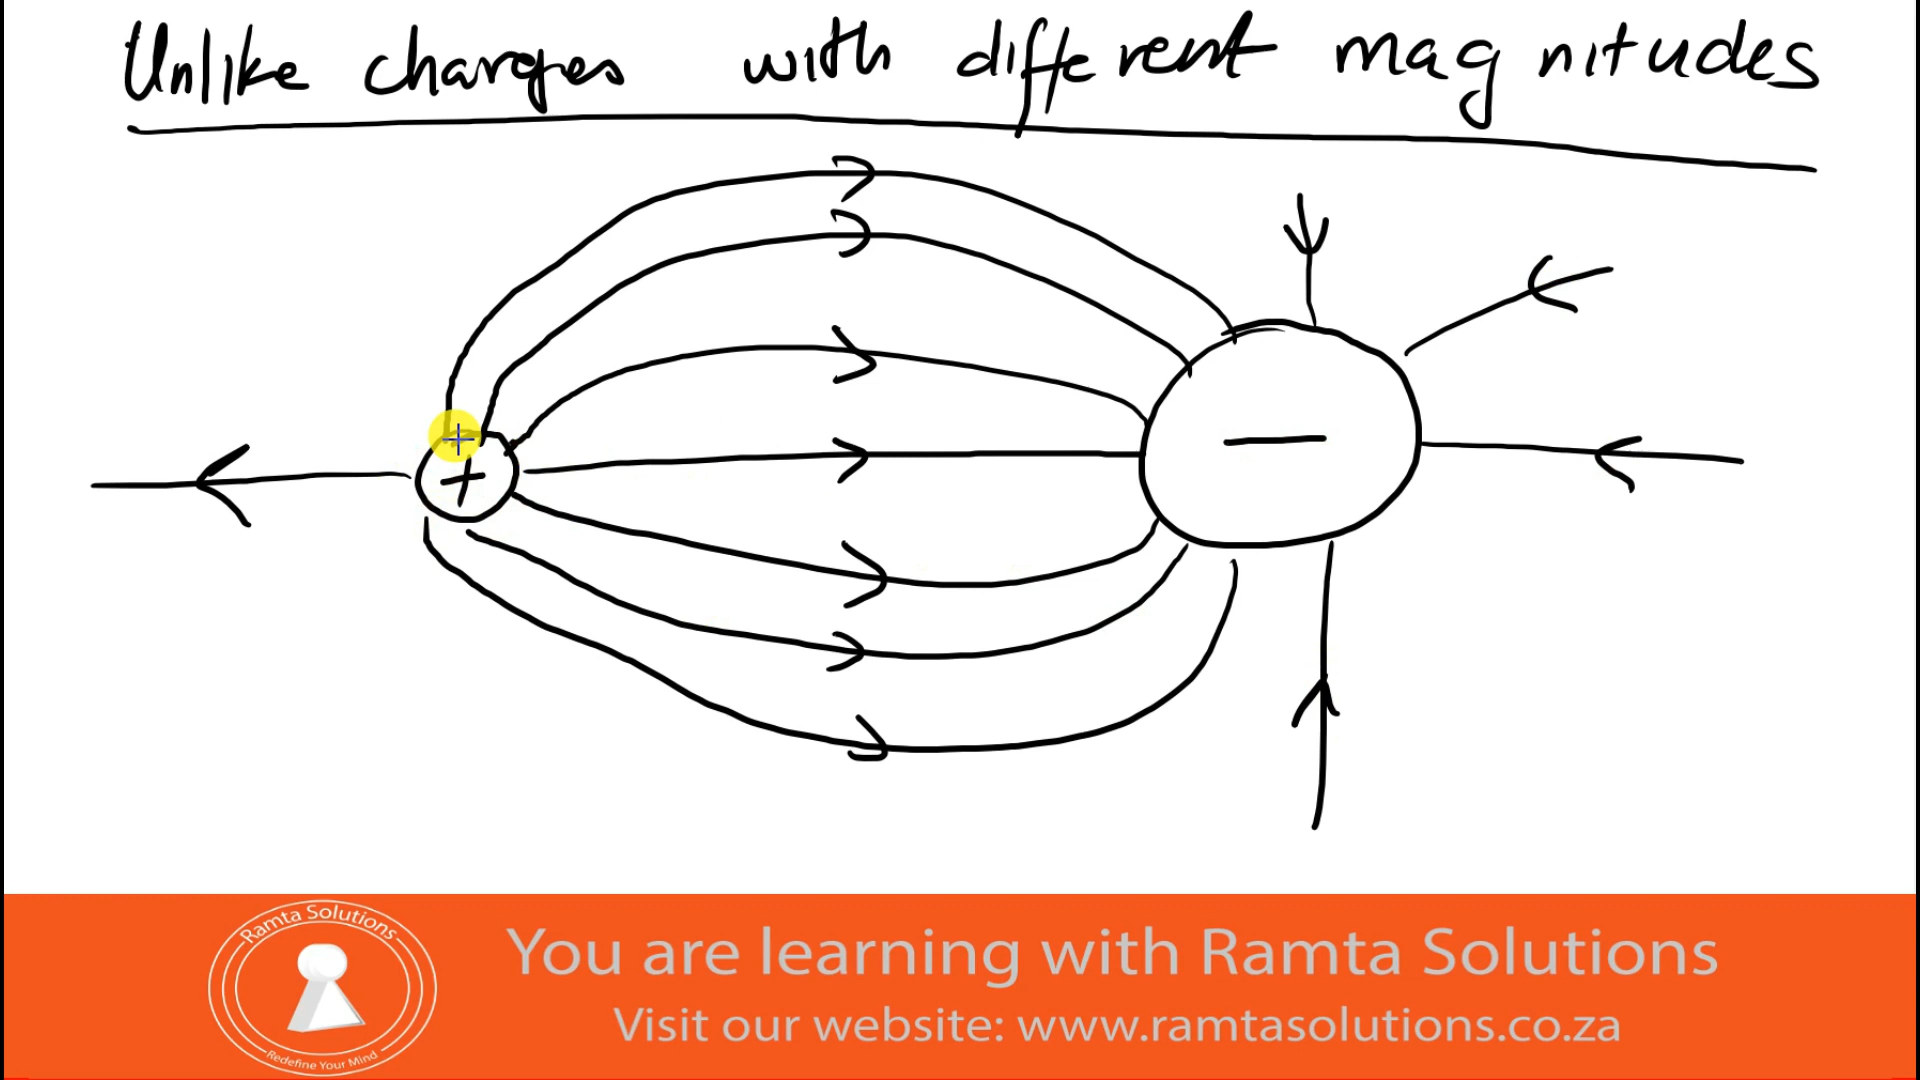 Unlike charges with different magnitudes
+
—
Ramta Solutions
Redefine Your Mind
You are learning with Ramta Solutions
Visit our website: www.ramtasolutions.co.za